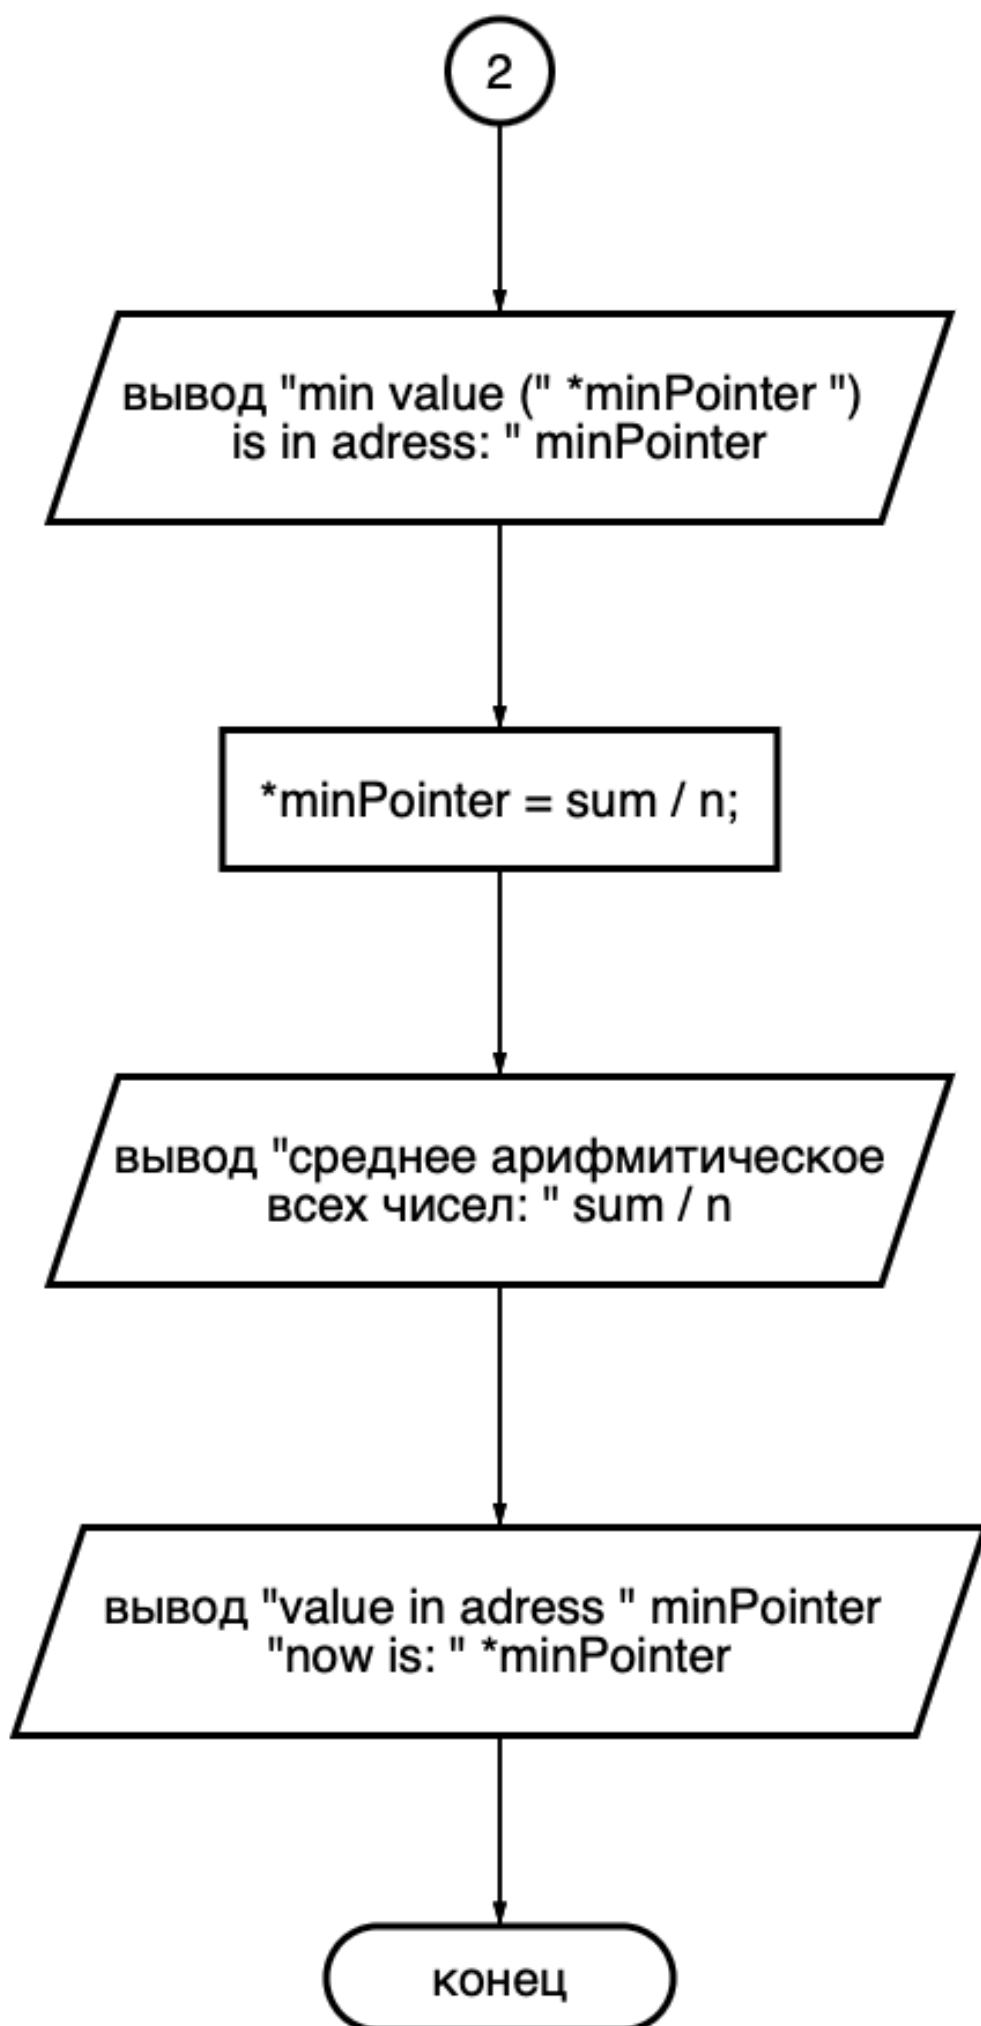 2
вывод "min value (" *minPointer ")
is in adress: " minPointer
*minPointer = sum / n;
вывод "среднее арифмитическое
всех чисел: " sum / n
вывод "value in adress " minPointer
"now is: " *minPointer
конец